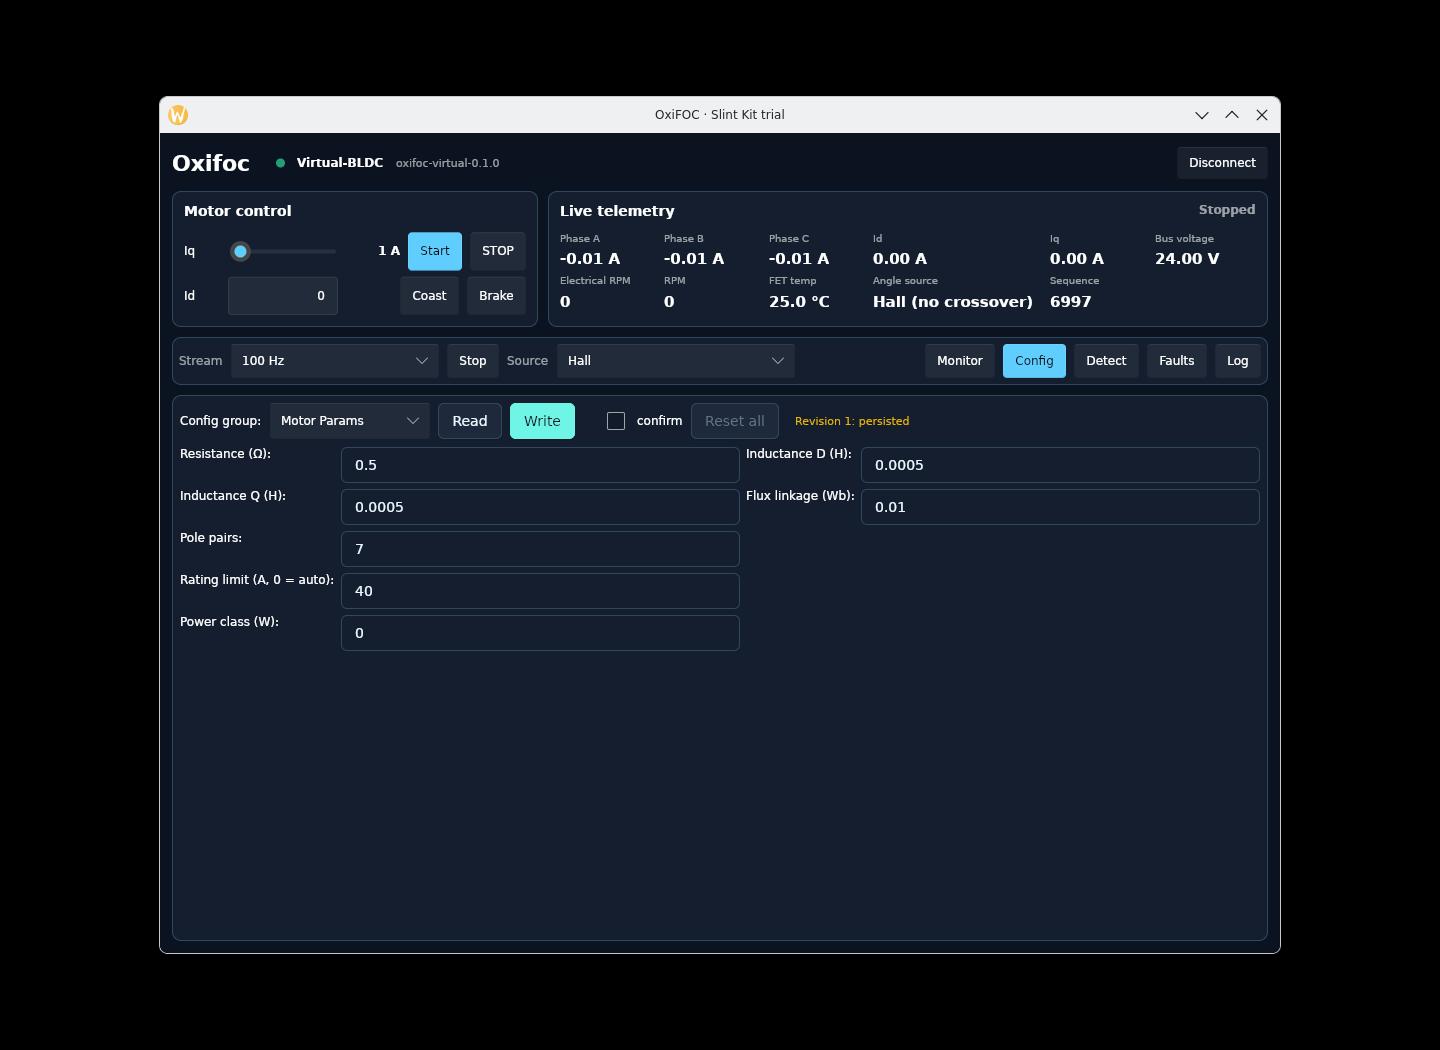 OxiFOC · Slint Kit trial
Oxifoc Virtual-BLDC oxifoc-virtual-0.1.0 Disconnect
Motor control
Iq 1 A Start STOP
Id 0 Coast Brake
Live telemetry Stopped
Phase A Phase B Phase C Id Iq Bus voltage
-0.01 A -0.01 A -0.01 A 0.00 A 0.00 A 24.00 V
Electrical RPM RPM FET temp Angle source Sequence
0 0 25.0 °C Hall (no crossover) 6997
Stream 100 Hz Stop Source Hall Monitor Config Detect Faults Log
Config group: Motor Params Read Write confirm Reset all Revision 1: persisted
Resistance (Ω): 0.5 Inductance D (H): 0.0005
Inductance Q (H): 0.0005 Flux linkage (Wb): 0.01
Pole pairs: 7
Rating limit (A, 0 = auto): 40
Power class (W): 0